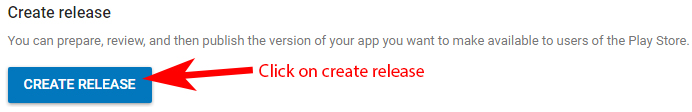 Create release
You can prepare, review, and then publish the version of your app you want to make available to users of the Play Store.
CREATE RELEASE Click on create release